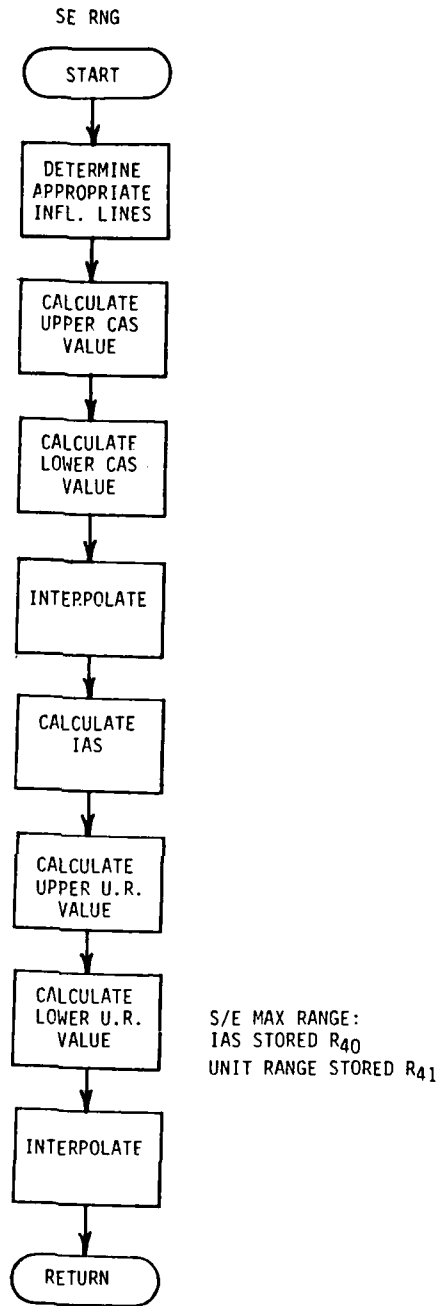 SE RNG
START
DETERMINE
APPROPRIATE
INFL. LINES
CALCULATE
UPPER CAS
VALUE
CALCULATE
LOWER CAS
VALUE
INTERPOLATE
CALCULATE
IAS
CALCULATE
UPPER U.R.
VALUE
CALCULATE
LOWER U.R.
VALUE
S/E MAX RANGE:
IAS STORED R40
UNIT RANGE STORED R41
INTERPOLATE
RETURN